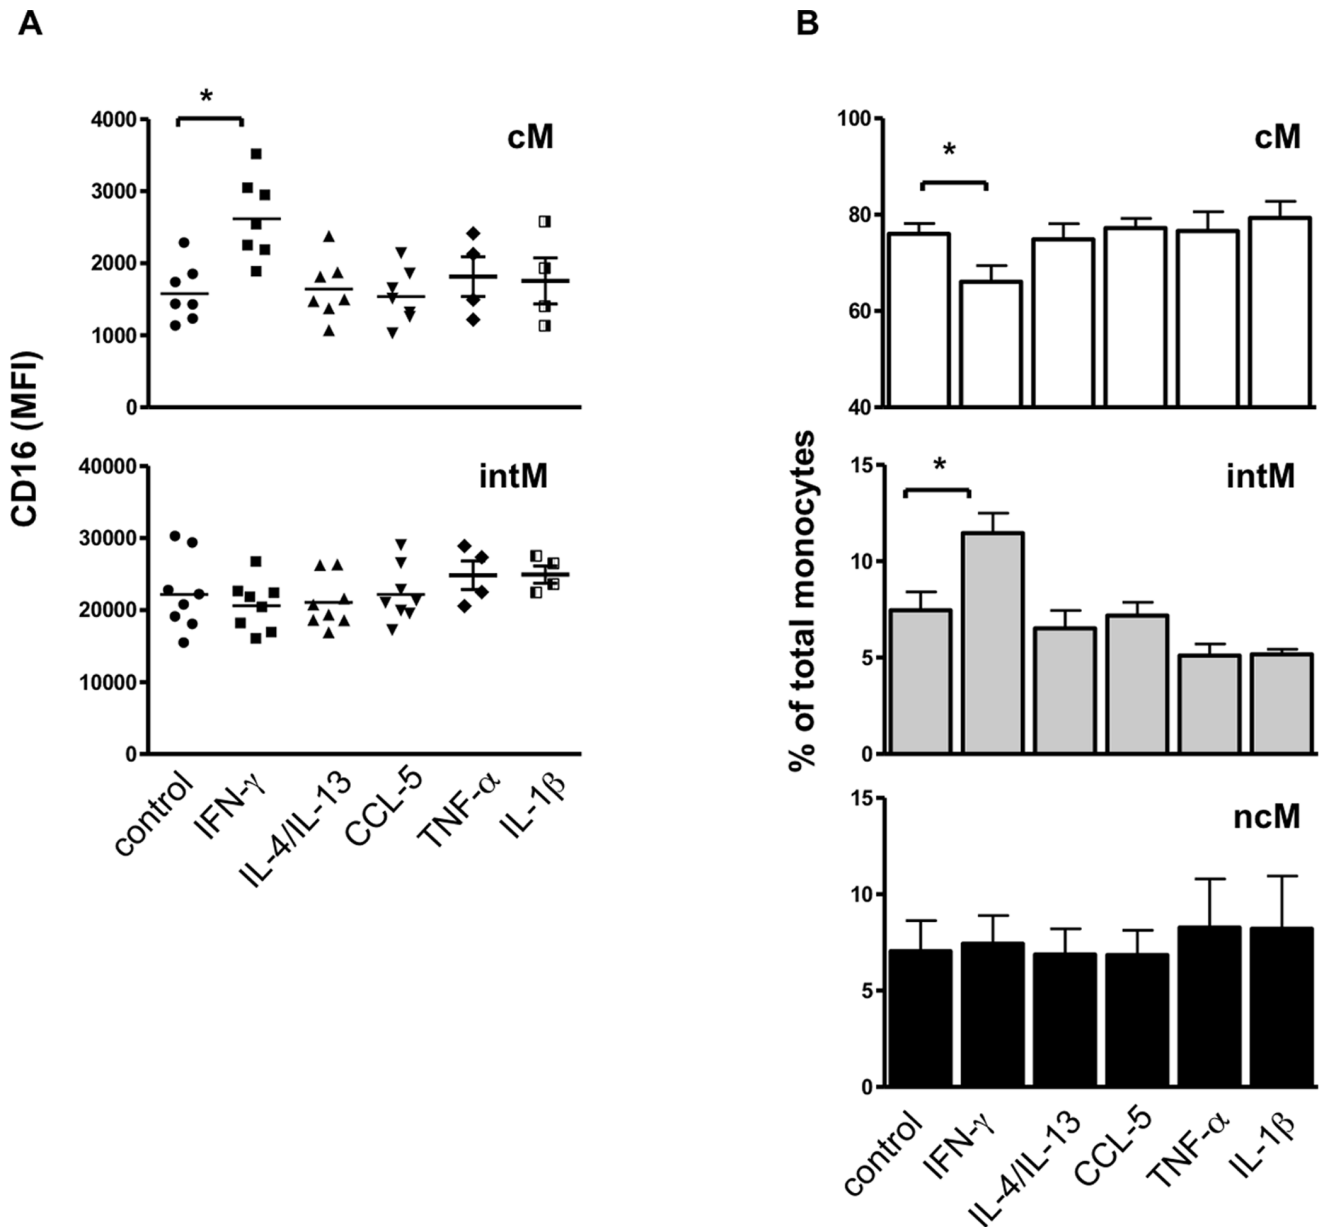 A
*
cM
4000
3000
2000
1000
0
CD16 (MFI)
intM
40000
30000
20000
10000
0
control
IFN-γ
IL-4/IL-13
CCL-5
TNF-α
IL-1β
B
*
cM
100
80
60
40
% of total monocytes
*
intM
15
10
5
0
ncM
15
10
5
0
control
IFN-γ
IL-4/IL-13
CCL-5
TNF-α
IL-1β